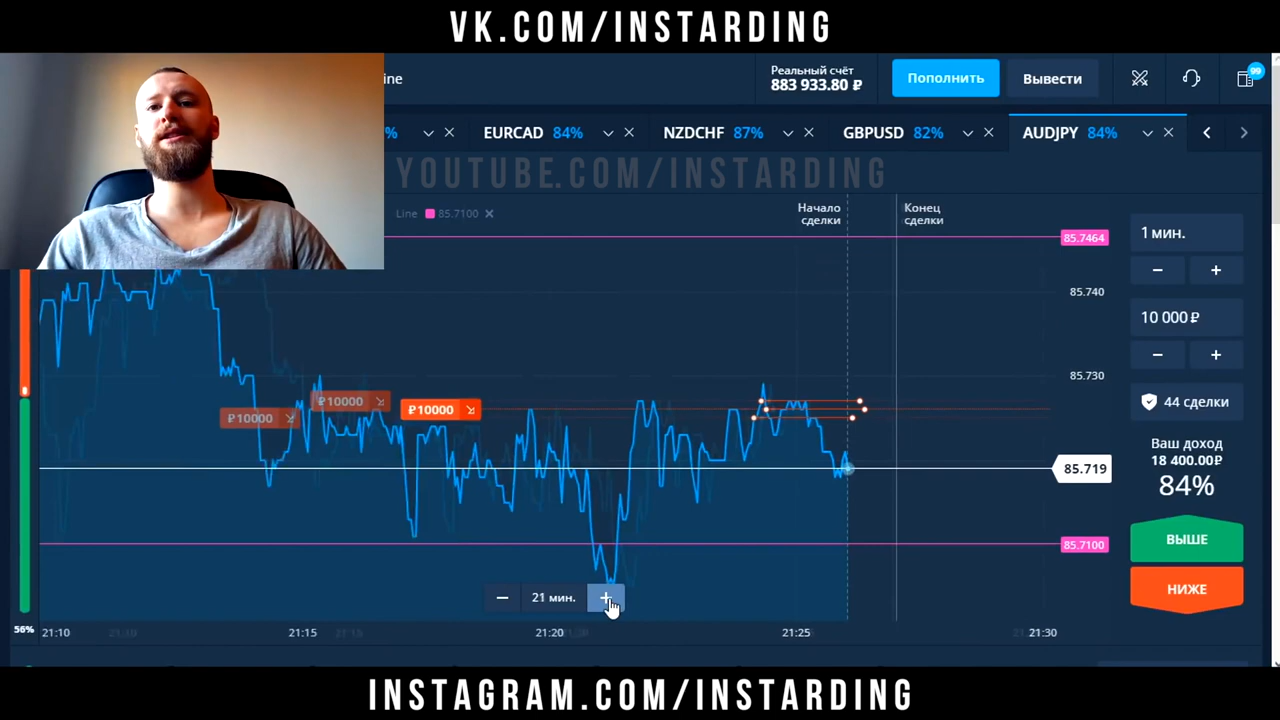 VK.COM/INSTARDING
ine
Реальный счёт
883 933.80 ₽
Пополнить
Вывести
99
%
EURCAD 84%
NZDCHF 87%
GBPUSD 82%
AUDJPY 84%
YOUTUBE.COM/INSTARDING
Line 85.7100
Начало
сделки
Конец
сделки
85.7464
85.740
85.730
85.719
85.7100
₽10000
₽10000
₽10000
1 мин.
10 000 ₽
44 сделки
Ваш доход
18 400.00₽
84%
ВЫШЕ
НИЖЕ
21 мин.
56%
21:10
21:15
21:20
21:25
21:30
INSTAGRAM.COM/INSTARDING